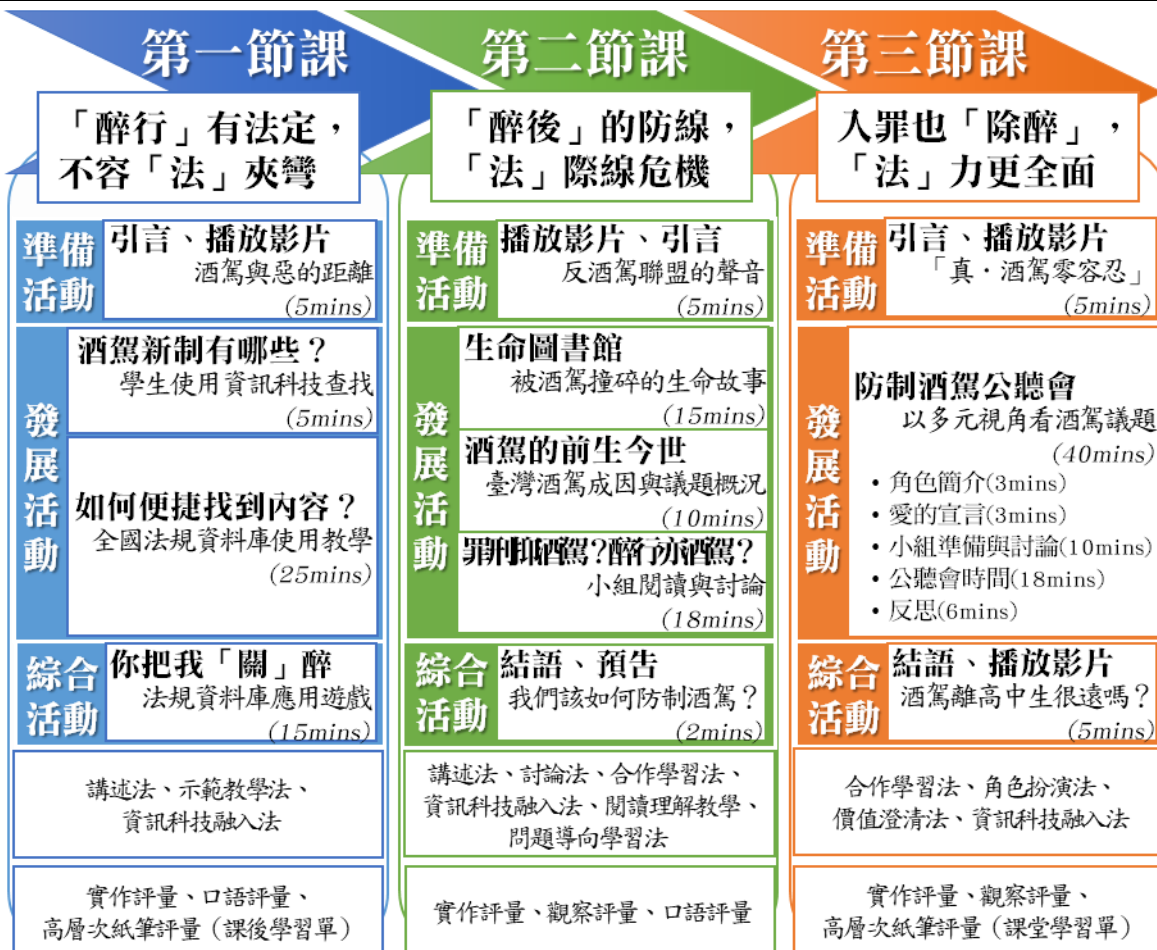 第一節課
「醉行」有法定，
不容「法」夾彎
準備
活動
引言、播放影片
酒駕與惡的距離
(5mins)
發
展
活
動
酒駕新制有哪些？
學生使用資訊科技查找
(5mins)
如何便捷找到內容？
全國法規資料庫使用教學
(25mins)
綜合
活動
你把我「關」醉
法規資料庫應用遊戲
(15mins)
講述法、示範教學法、
資訊科技融入法
實作評量、口語評量、
高層次紙筆評量（課後學習單）
第二節課
「醉後」的防線，
「法」際線危機
準備
活動
播放影片、引言
反酒駕聯盟的聲音
(5mins)
發
展
活
動
生命圖書館
被酒駕撞碎的生命故事
(15mins)
酒駕的前生今世
臺灣酒駕成因與議題概況
(10mins)
罪刑抑酒駕?醉行防酒駕?
小組閱讀與討論
(18mins)
綜合
活動
結語、預告
我們該如何防制酒駕？
(2mins)
講述法、討論法、合作學習法、
資訊科技融入法、閱讀理解教學、
問題導向學習法
實作評量、觀察評量、口語評量
第三節課
入罪也「除醉」，
「法」力更全面
準備
活動
引言、播放影片
「真．酒駕零容忍」
(5mins)
發
展
活
動
防制酒駕公聽會
以多元視角看酒駕議題
(40mins)
• 角色簡介(3mins)
• 愛的宣言(3mins)
• 小組準備與討論(10mins)
• 公聽會時間(18mins)
• 反思(6mins)
綜合
活動
結語、播放影片
酒駕離高中生很遠嗎？
(5mins)
合作學習法、角色扮演法、
價值澄清法、資訊科技融入法
實作評量、觀察評量、
高層次紙筆評量（課堂學習單）